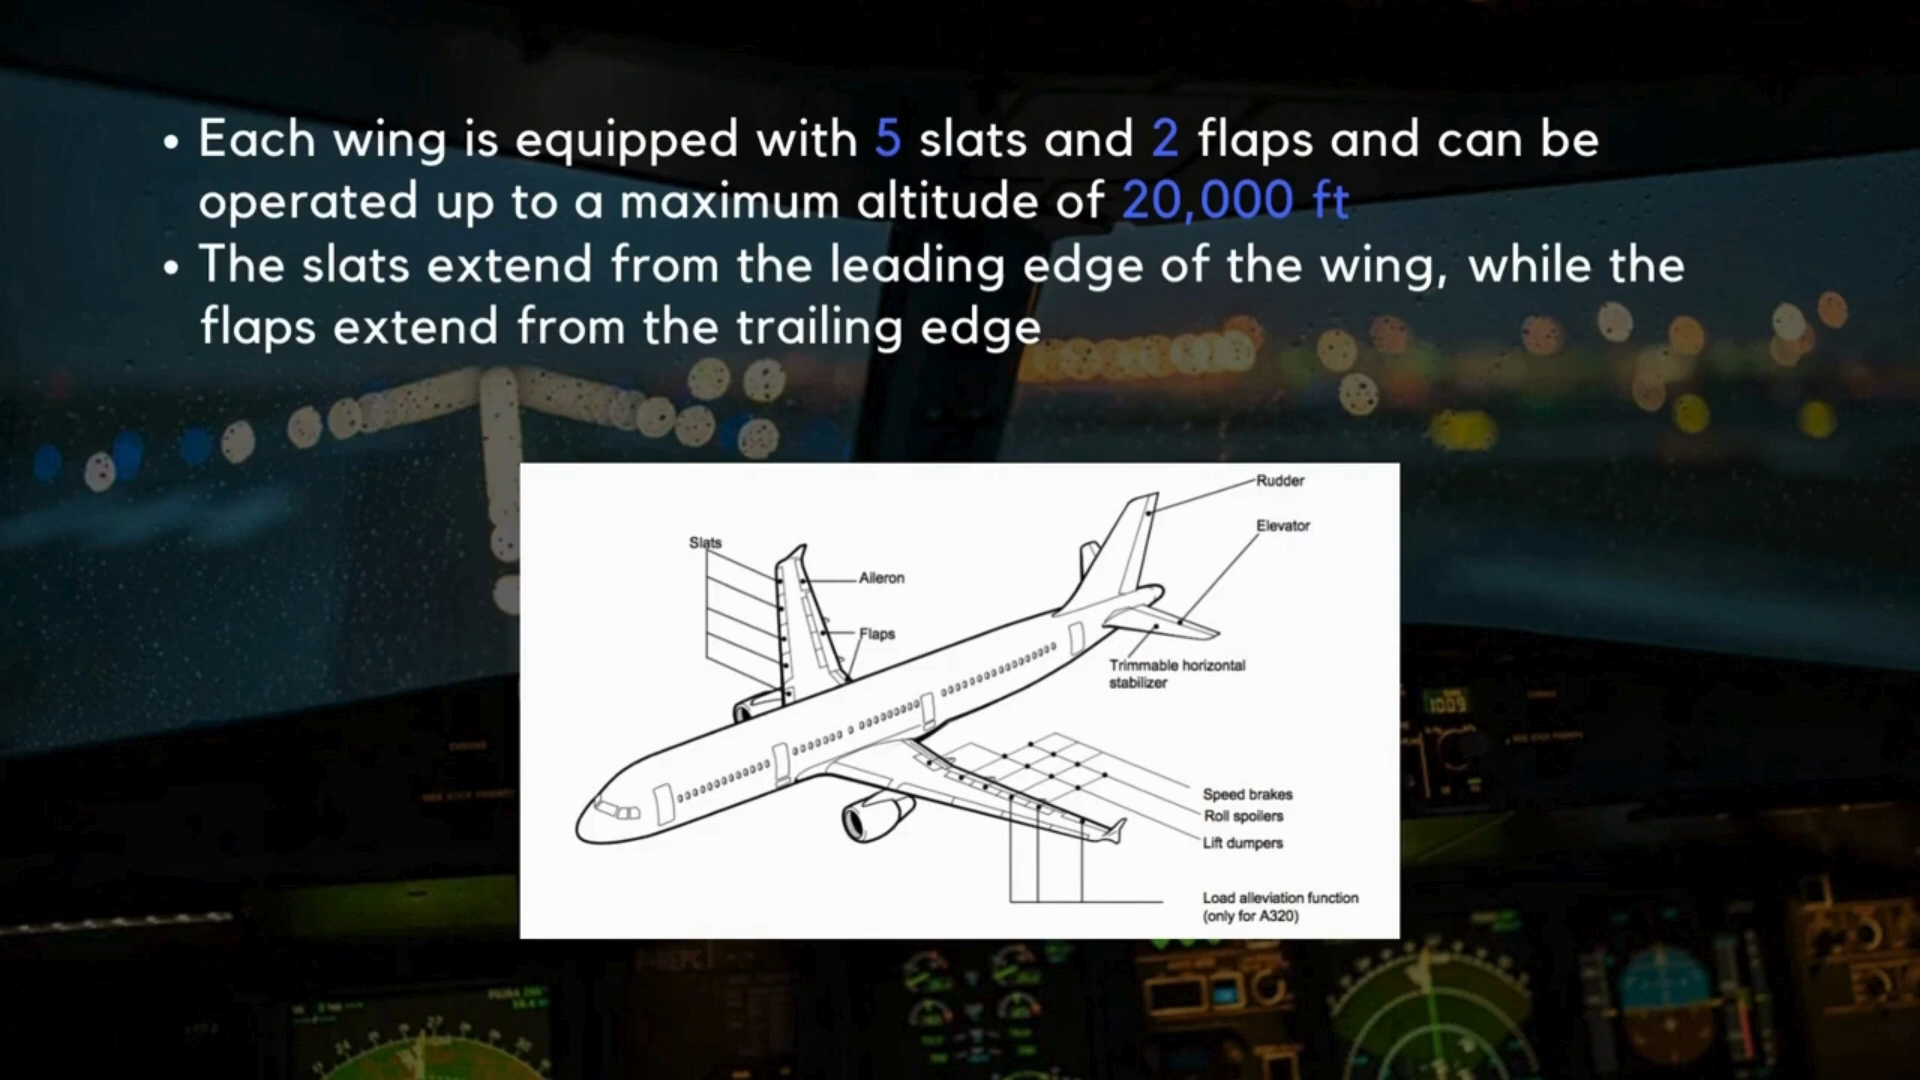 • Each wing is equipped with 5 slats and 2 flaps and can be
operated up to a maximum altitude of 20,000 ft
• The slats extend from the leading edge of the wing, while the
flaps extend from the trailing edge
Rudder
Elevator
Slats
Aileron
Flaps
Trimmable horizontal
stabilizer
1009
Speed brakes
Roll spoilers
Lift dumpers
Load alleviation function
(only for A320)